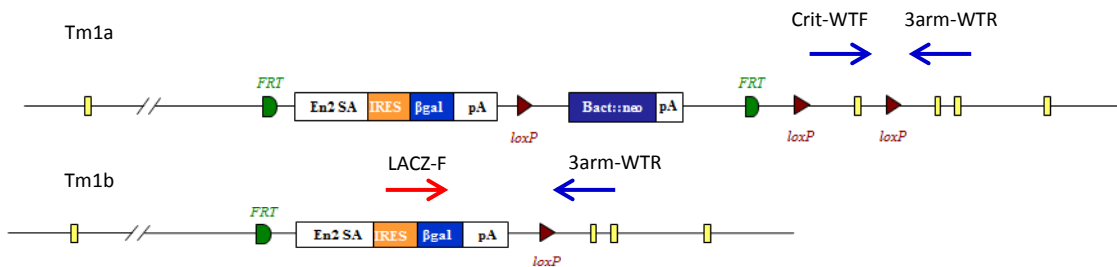 Crit-WTF 3arm-WTR
Tm1a
FRT FRT
En2 SA IRES βgal pA Bact::neo pA
loxP loxP loxP
LACZ-F 3arm-WTR
Tm1b
FRT
En2 SA IRES βgal pA
loxP